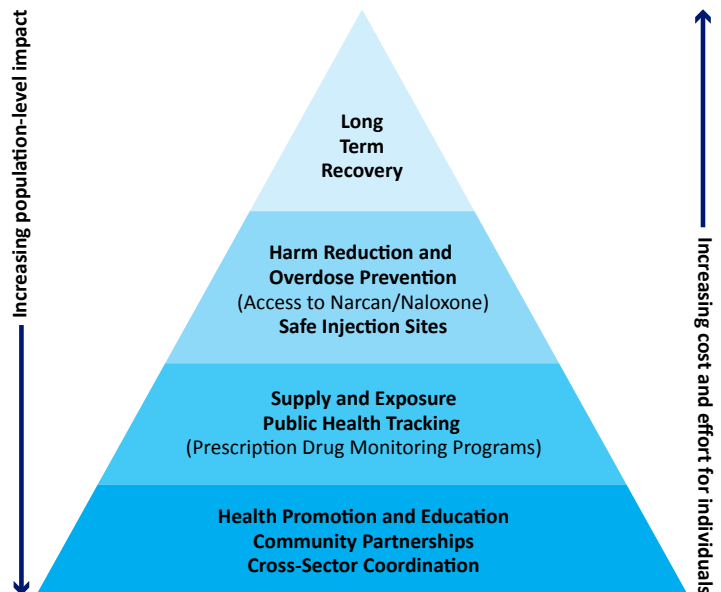 Increasing population-level impact
Long
Term
Recovery
Harm Reduction and
Overdose Prevention
(Access to Narcan/Naloxone)
Safe Injection Sites
Supply and Exposure
Public Health Tracking
(Prescription Drug Monitoring Programs)
Health Promotion and Education
Community Partnerships
Cross-Sector Coordination
Increasing cost and effort for individuals